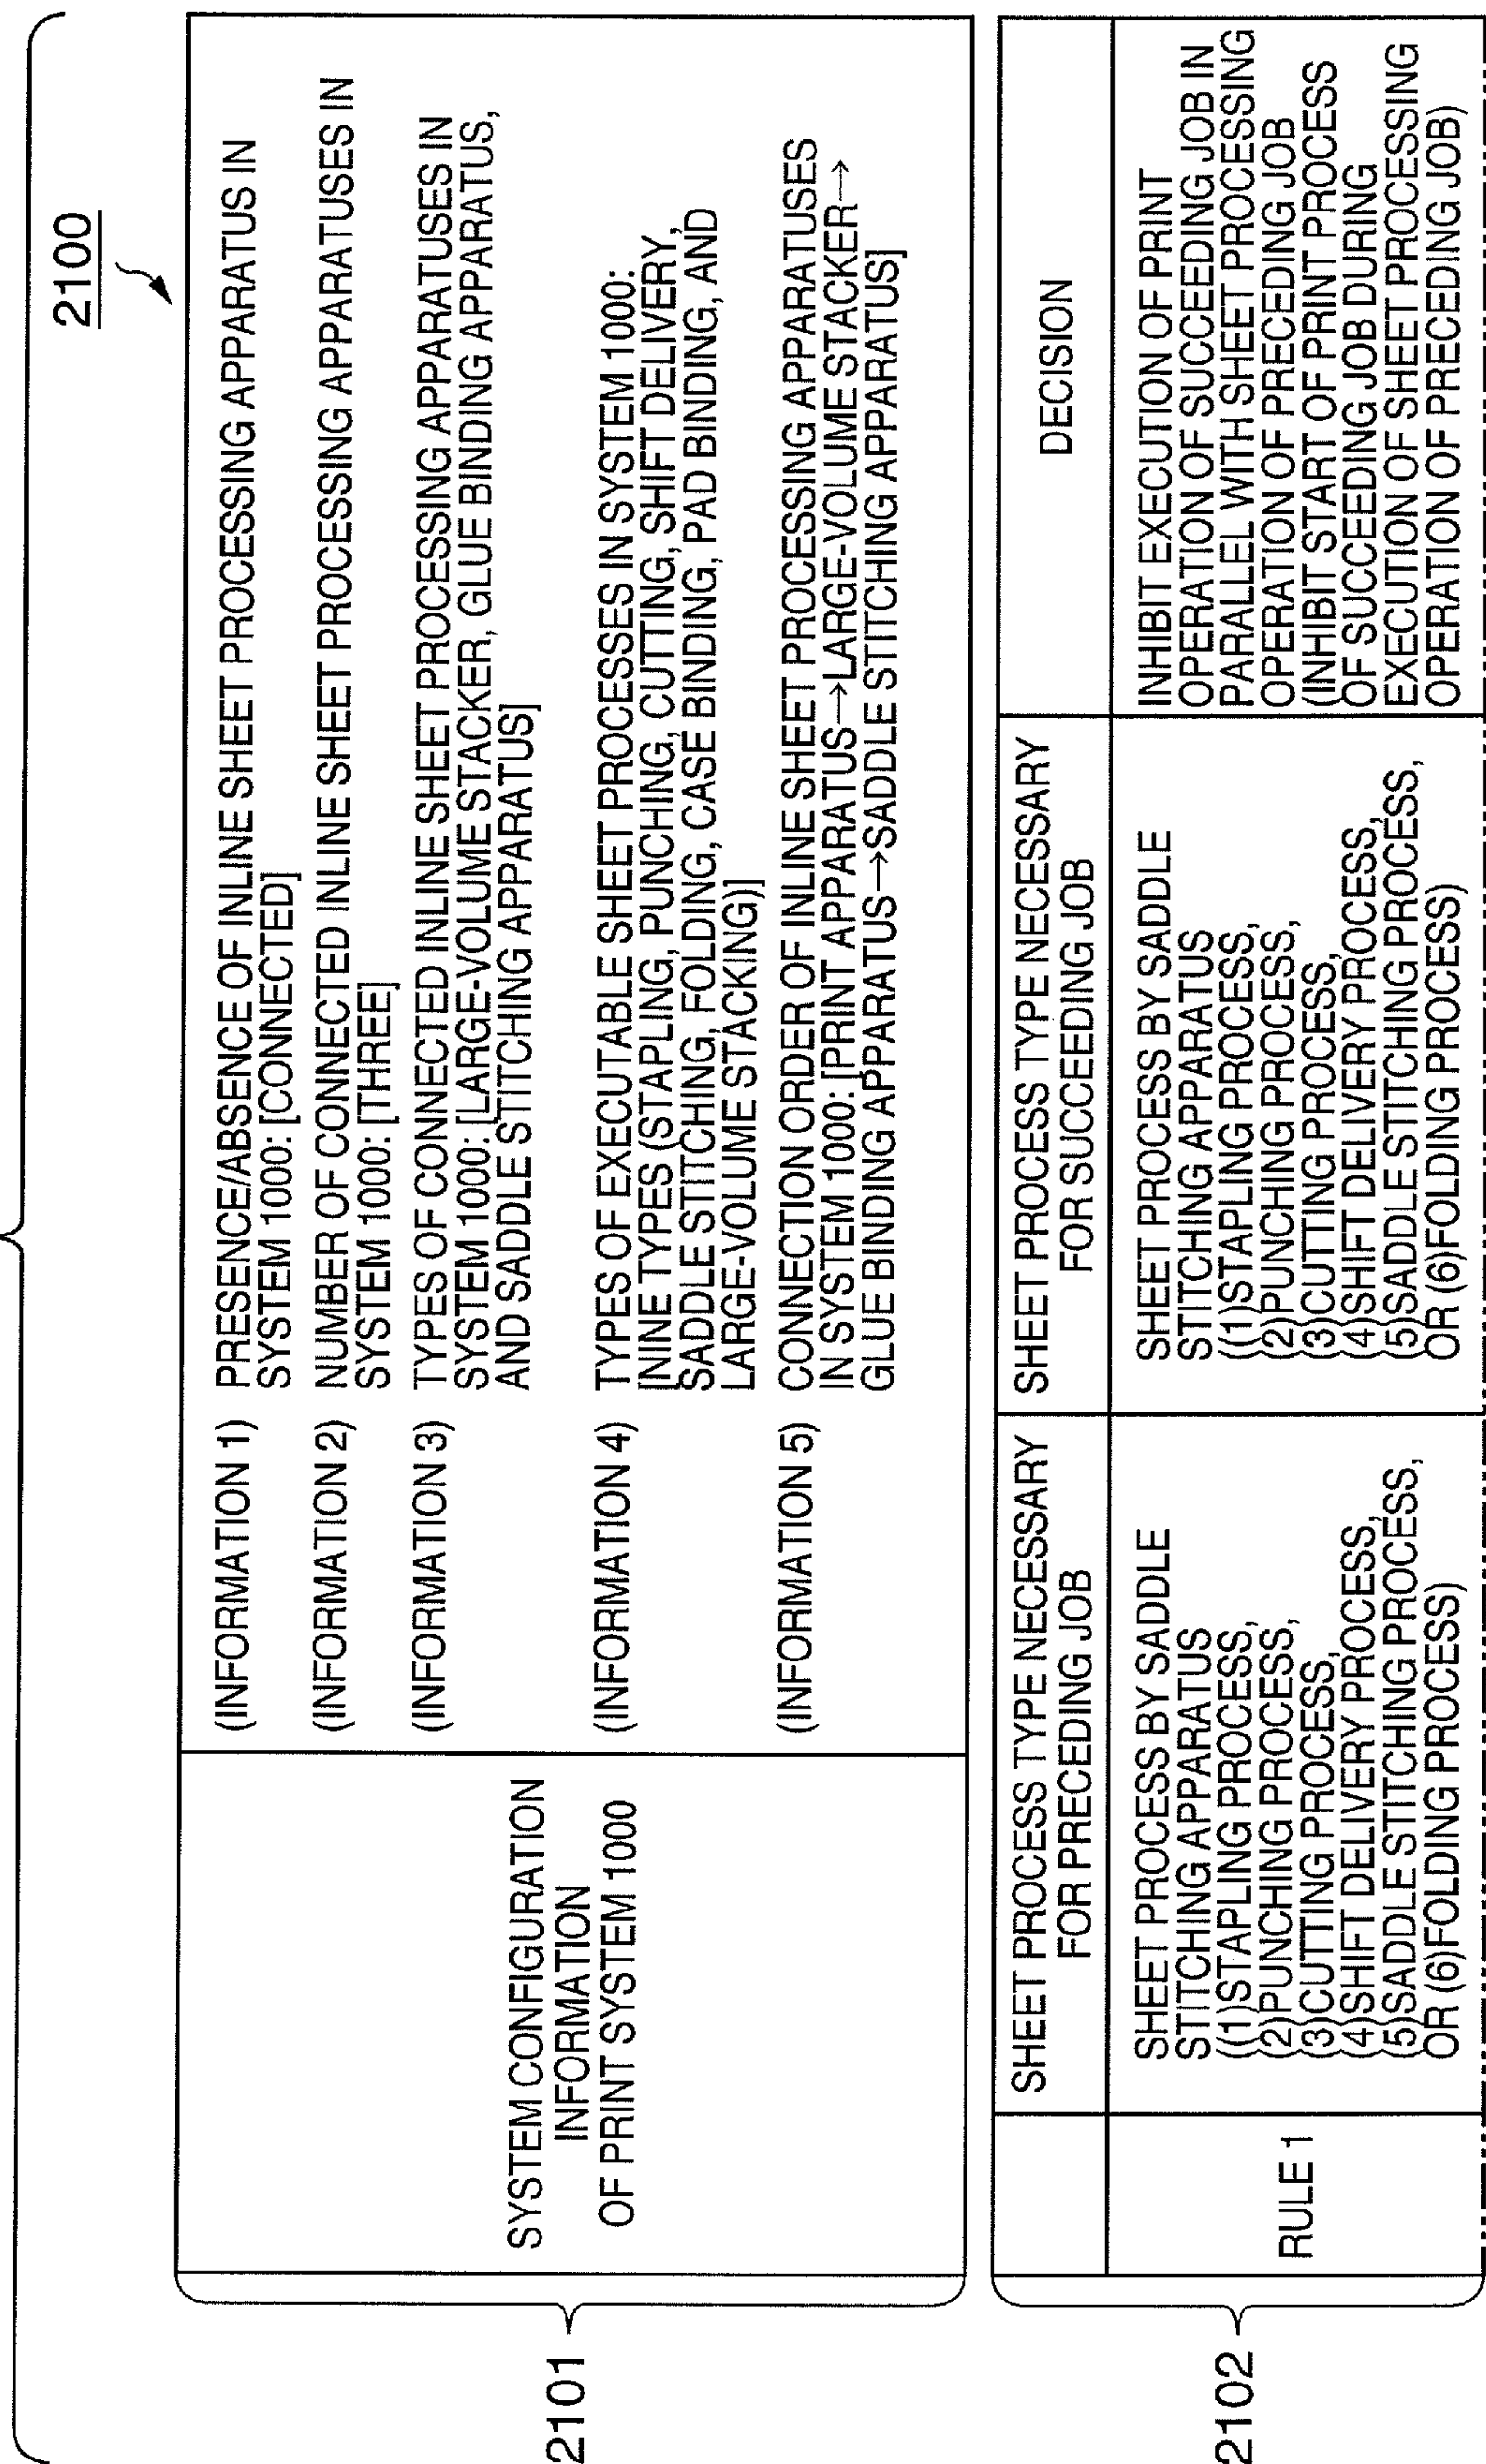 2100
2101
SYSTEM CONFIGURATION
INFORMATION
OF PRINT SYSTEM 1000
(INFORMATION 1) PRESENCE/ABSENCE OF INLINE SHEET PROCESSING APPARATUS IN
SYSTEM 1000: [CONNECTED]
(INFORMATION 2) NUMBER OF CONNECTED INLINE SHEET PROCESSING APPARATUSES IN
SYSTEM 1000: [THREE]
(INFORMATION 3) TYPES OF CONNECTED INLINE SHEET PROCESSING APPARATUSES IN
SYSTEM 1000: [LARGE-VOLUME STACKER, GLUE BINDING APPARATUS,
AND SADDLE STITCHING APPARATUS]
(INFORMATION 4) TYPES OF EXECUTABLE SHEET PROCESSES IN SYSTEM 1000:
[NINE TYPES (STAPLING, PUNCHING, CUTTING, SHIFT DELIVERY,
SADDLE STITCHING, FOLDING, CASE BINDING, PAD BINDING, AND
LARGE-VOLUME STACKING)]
(INFORMATION 5) CONNECTION ORDER OF INLINE SHEET PROCESSING APPARATUSES
IN SYSTEM 1000: [PRINT APPARATUS→LARGE-VOLUME STACKER→
GLUE BINDING APPARATUS→SADDLE STITCHING APPARATUS]
2102
SHEET PROCESS TYPE NECESSARY
FOR PRECEDING JOB
SHEET PROCESS TYPE NECESSARY
FOR SUCCEEDING JOB
DECISION
RULE 1
SHEET PROCESS BY SADDLE
STITCHING APPARATUS
((1)STAPLING PROCESS,
(2)PUNCHING PROCESS,
(3)CUTTING PROCESS,
(4)SHIFT DELIVERY PROCESS,
(5)SADDLE STITCHING PROCESS,
OR (6)FOLDING PROCESS)
SHEET PROCESS BY SADDLE
STITCHING APPARATUS
((1)STAPLING PROCESS,
(2)PUNCHING PROCESS,
(3)CUTTING PROCESS,
(4)SHIFT DELIVERY PROCESS,
(5)SADDLE STITCHING PROCESS,
OR (6)FOLDING PROCESS)
INHIBIT EXECUTION OF PRINT
OPERATION OF SUCCEEDING JOB IN
PARALLEL WITH SHEET PROCESSING
OPERATION OF PRECEDING JOB
(INHIBIT START OF PRINT PROCESS
OF SUCCEEDING JOB DURING
EXECUTION OF SHEET PROCESSING
OPERATION OF PRECEDING JOB)